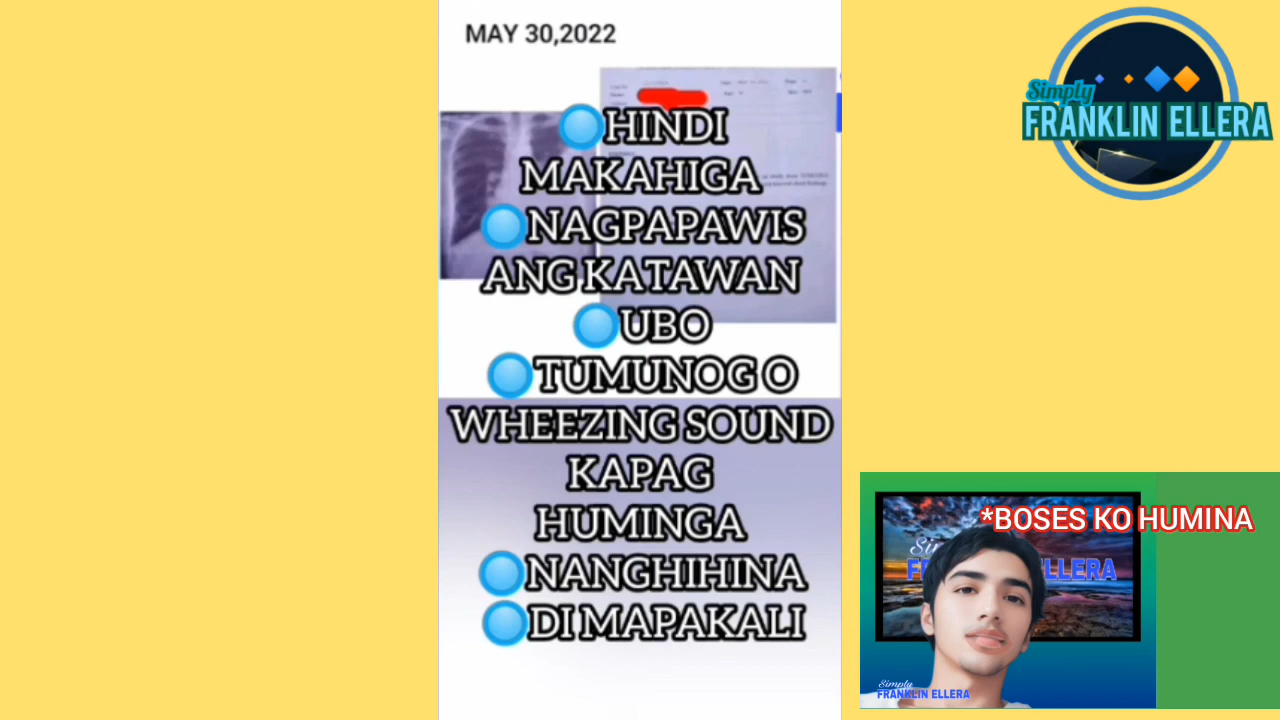 MAY 30,2022
HINDI
MAKAHIGA
NAGPAPAWIS
ANG KATAWAN
UBO
TUMUNOG O
WHEEZING SOUND
KAPAG
HUMINGA
NANGHIHINA
DI MAPAKALI
Simply
FRANKLIN ELLERA
*BOSES KO HUMINA
Simply
FRANKLIN ELLERA